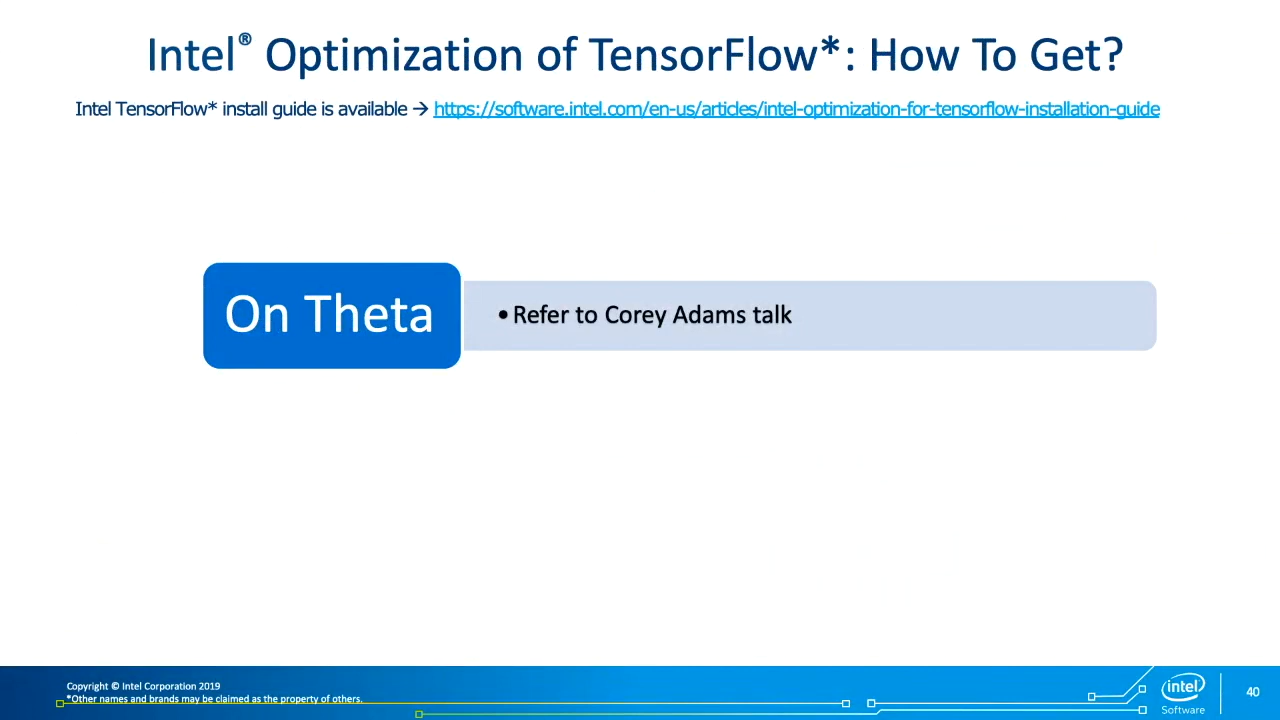 Intel® Optimization of TensorFlow*: How To Get?
Intel TensorFlow* install guide is available → https://software.intel.com/en-us/articles/intel-optimization-for-tensorflow-installation-guide
On Theta
•Refer to Corey Adams talk
Copyright © Intel Corporation 2019
*Other names and brands may be claimed as the property of others.
intel
Software
40